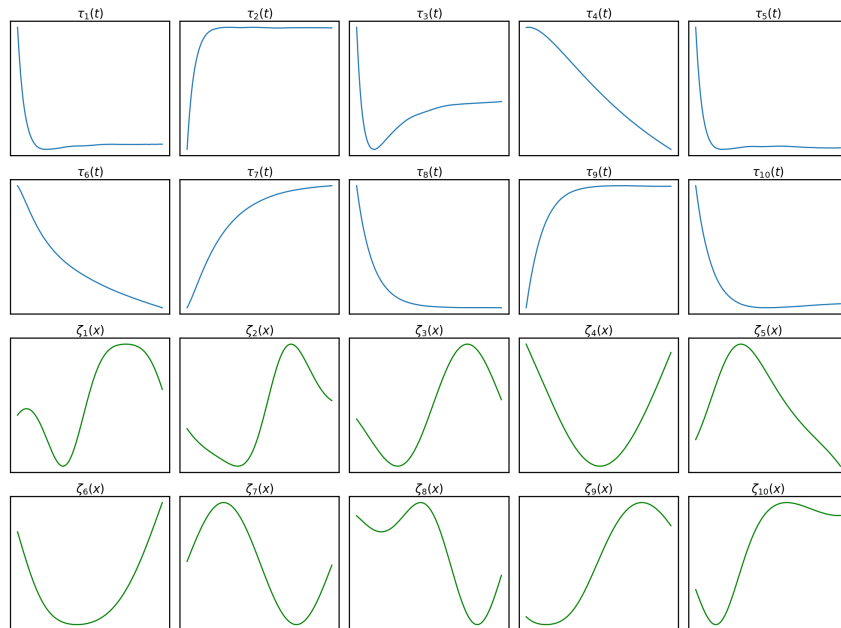 τ₁(t) τ₂(t) τ₃(t) τ₄(t) τ₅(t)
τ₆(t) τ₇(t) τ₈(t) τ₉(t) τ₁₀(t)
ζ₁(x) ζ₂(x) ζ₃(x) ζ₄(x) ζ₅(x)
ζ₆(x) ζ₇(x) ζ₈(x) ζ₉(x) ζ₁₀(x)